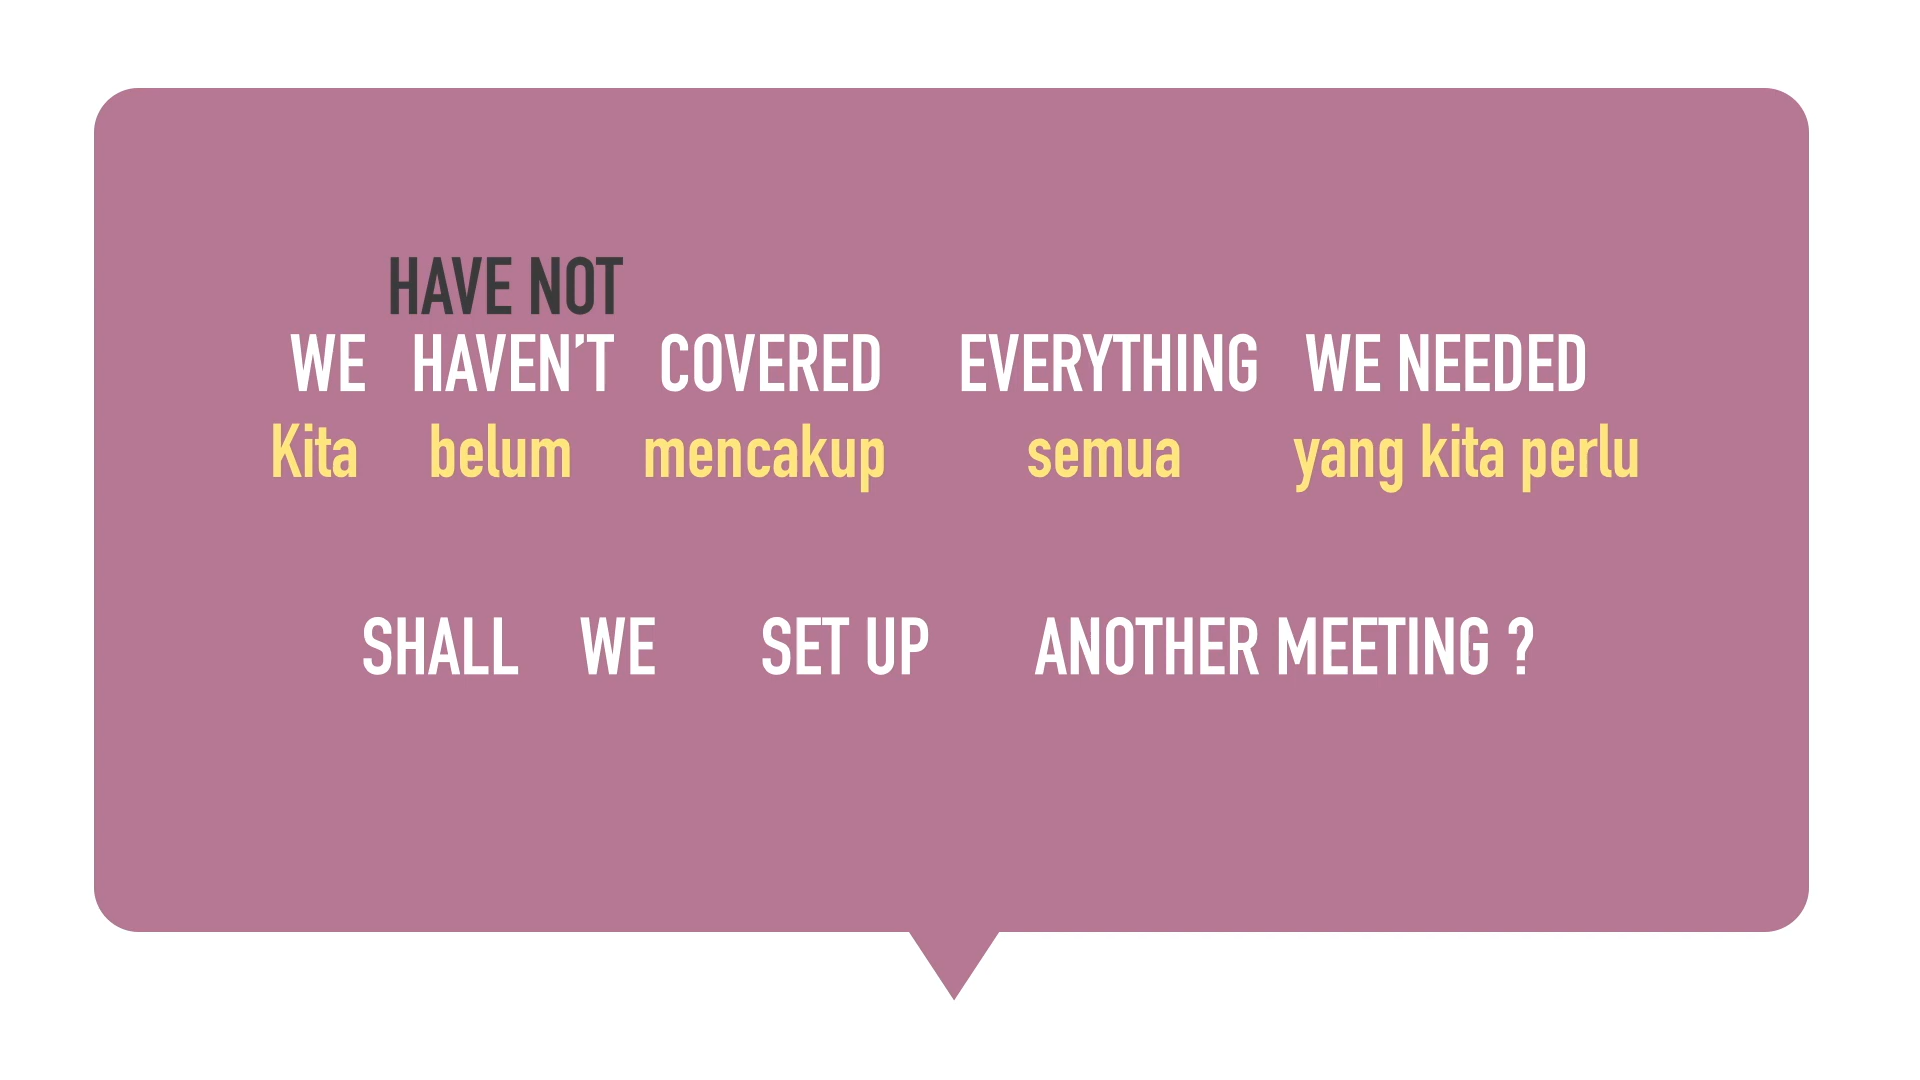 HAVE NOT
WE HAVEN'T COVERED EVERYTHING WE NEEDED
Kita belum mencakup semua yang kita perlu
SHALL WE SET UP ANOTHER MEETING ?